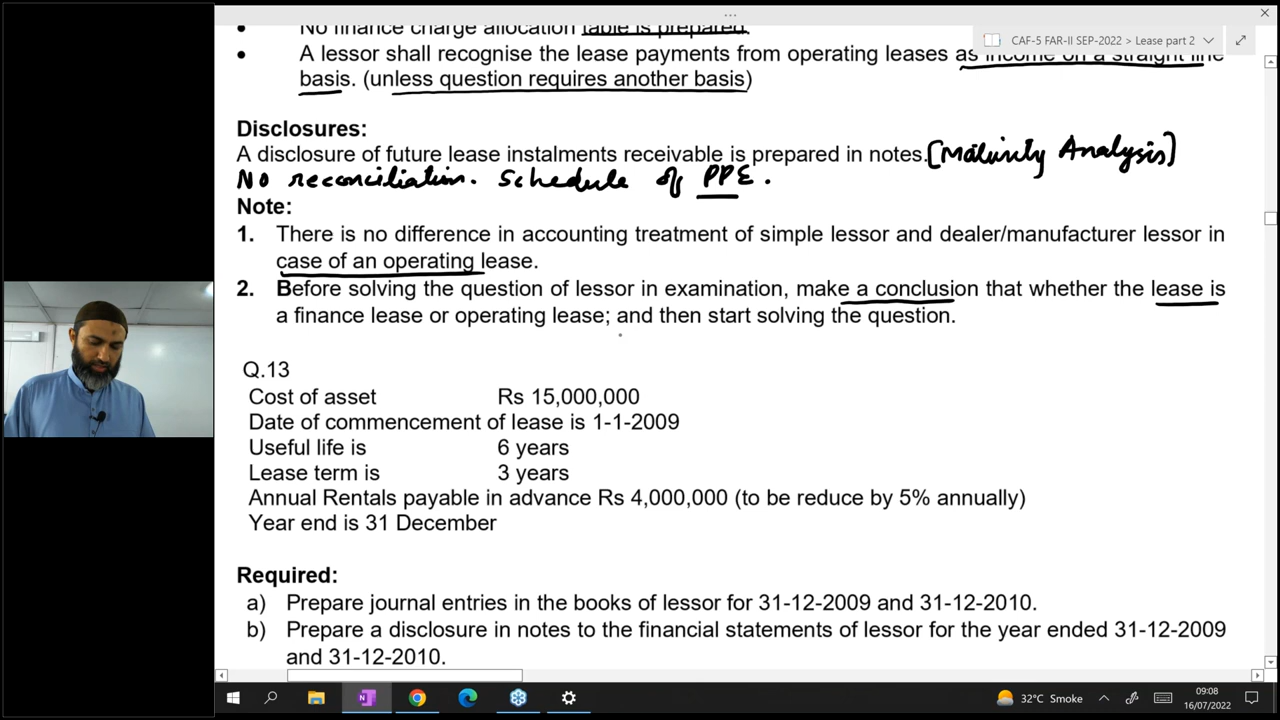 • No finance charge allocation table is prepared.
CAF-5 FAR-II SEP-2022 > Lease part 2
• A lessor shall recognise the lease payments from operating leases as income on a straight line
basis. (unless question requires another basis)
Disclosures:
A disclosure of future lease instalments receivable is prepared in notes. [Maturity Analysis]
No reconciliation. Schedule of PPE.
Note:
1. There is no difference in accounting treatment of simple lessor and dealer/manufacturer lessor in
case of an operating lease.
2. Before solving the question of lessor in examination, make a conclusion that whether the lease is
a finance lease or operating lease; and then start solving the question.
Q.13
Cost of asset Rs 15,000,000
Date of commencement of lease is 1-1-2009
Useful life is 6 years
Lease term is 3 years
Annual Rentals payable in advance Rs 4,000,000 (to be reduce by 5% annually)
Year end is 31 December
Required:
a) Prepare journal entries in the books of lessor for 31-12-2009 and 31-12-2010.
b) Prepare a disclosure in notes to the financial statements of lessor for the year ended 31-12-2009
and 31-12-2010.
32°C Smoke
09:08
16/07/2022